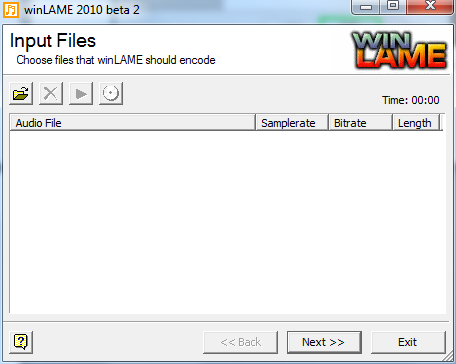 winLAME 2010 beta 2
Input Files
Choose files that winLAME should encode
WIN
LAME
Time: 00:00
Audio File Samplerate Bitrate Length
?
<< Back Next >> Exit